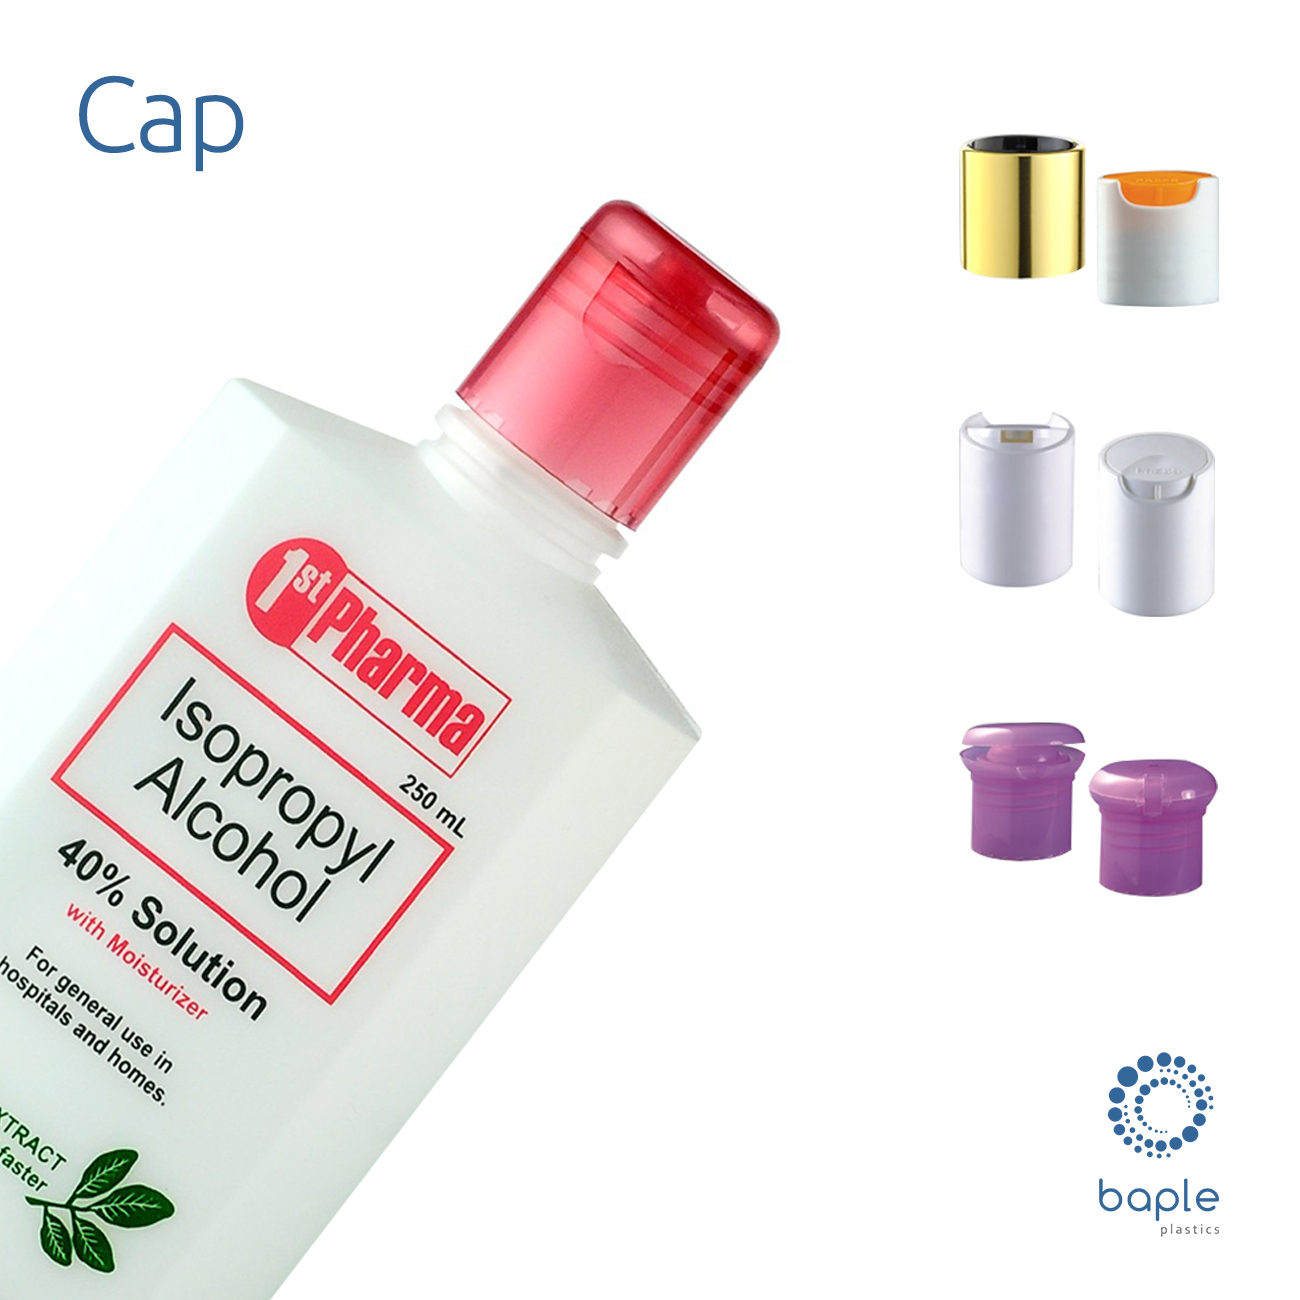 Cap
1st Pharma
250 mL
Isopropyl
Alcohol
40% Solution
with Moisturizer
For general use in
hospitals and homes.
XTRACT
faster
baple
plastics